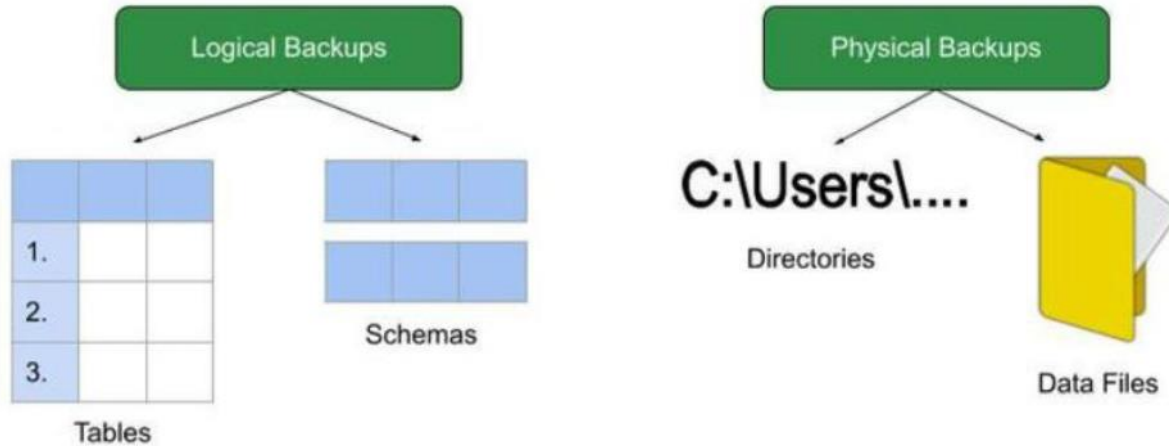 Logical Backups
Physical Backups
1.
2.
3.
Tables
Schemas
C:\Users\....
Directories
Data Files